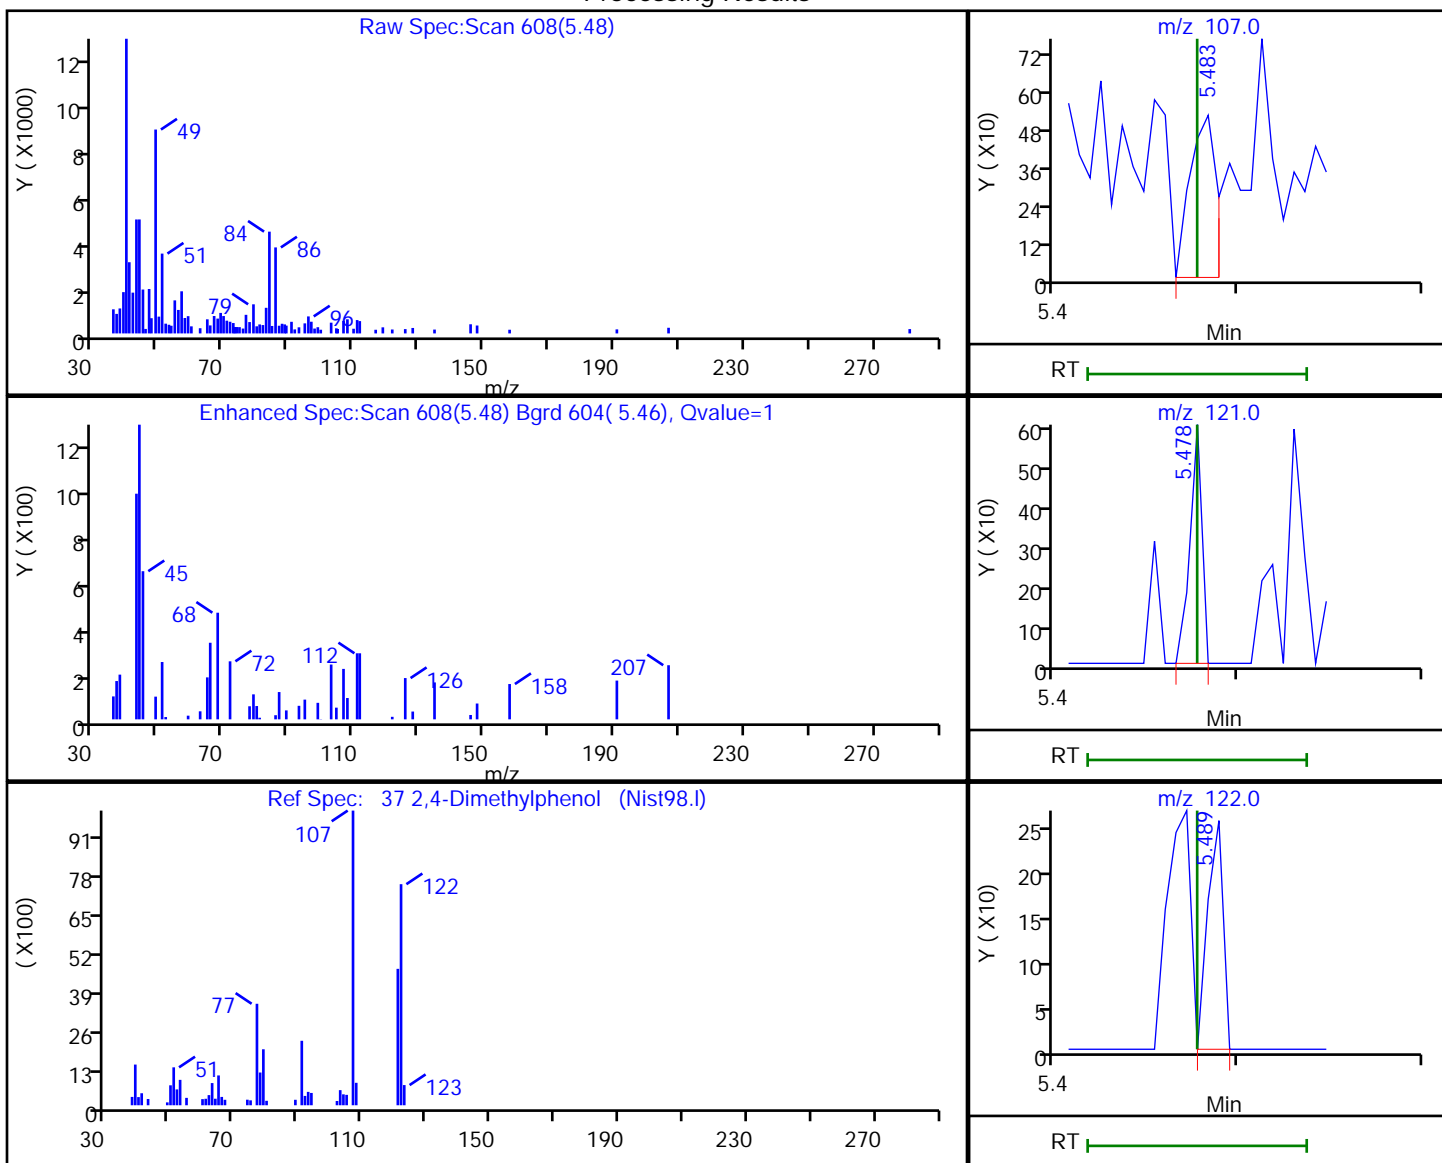 Processing Results
Raw Spec:Scan 608(5.48)
Y ( X1000)
12
10
8
6
4
2
0
49
51
84
86
79
96
30 70 110 150 190 230 270
m/z
m/z 107.0
Y ( X10)
72
60
48
36
24
12
0
5.483
5.4
Min
RT
Enhanced Spec:Scan 608(5.48) Bgrd 604( 5.46), Qvalue=1
Y ( X100)
12
10
8
6
4
2
0
45
68
72
112
126
158
207
30 70 110 150 190 230 270
m/z
m/z 121.0
Y ( X10)
60
50
40
30
20
10
0
5.478
5.4
Min
RT
Ref Spec: 37 2,4-Dimethylphenol (Nist98.l)
( X100)
91
78
65
52
39
26
13
0
107
122
77
51
123
30 70 110 150 190 230 270
m/z 122.0
Y ( X10)
25
20
15
10
5
0
5.489
5.4
Min
RT